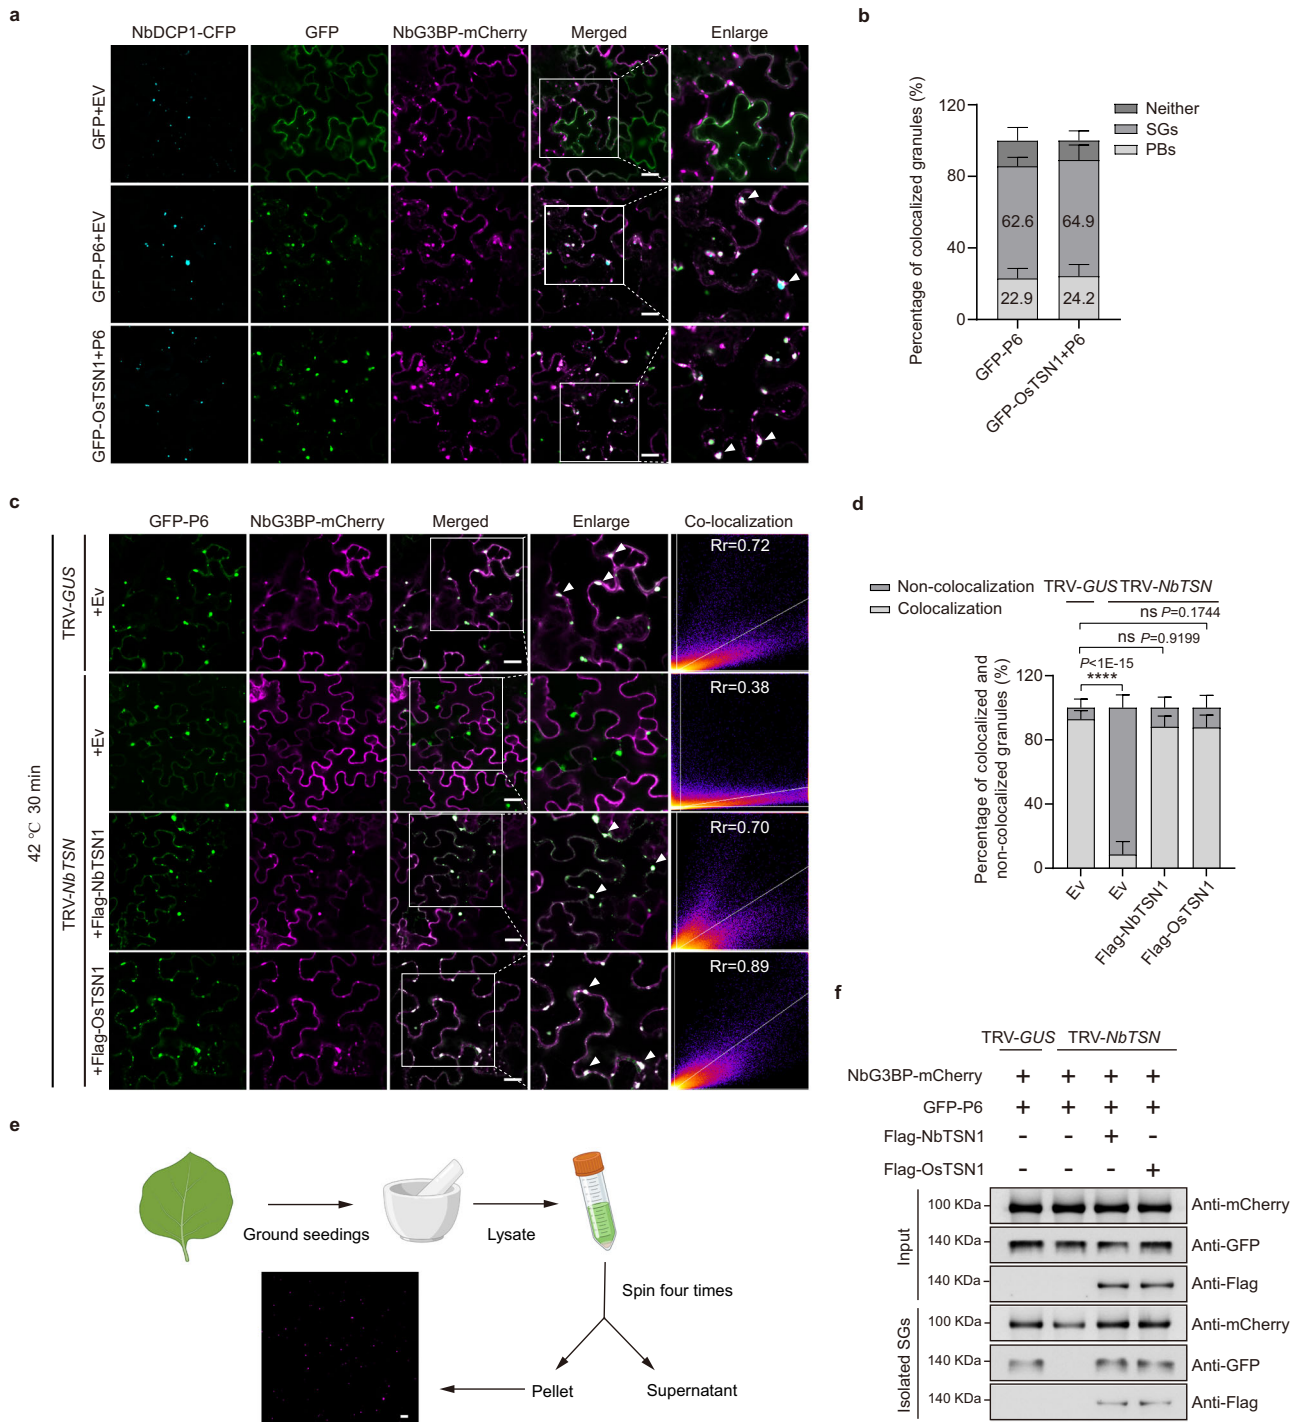 a
NbDCP1-CFP GFP NbG3BP-mCherry Merged Enlarge
GFP+EV
GFP-P6+EV
GFP-OsTSN1+P6
b
Percentage of colocalized granules (%)
120
80
40
0
62.6 64.9
22.9 24.2
Neither
SGs
PBs
GFP-P6
GFP-OsTSN1+P6
c
GFP-P6 NbG3BP-mCherry Merged Enlarge Co-localization
42 °C 30 min
TRV-GUS
+Ev
TRV-NbTSN
+Ev
+Flag-NbTSN1
+Flag-OsTSN1
Rr=0.72
Rr=0.38
Rr=0.70
Rr=0.89
d
Non-colocalization
Colocalization
TRV-GUS TRV-NbTSN
ns P=0.1744
ns P=0.9199
P<1E-15
****
Percentage of colocalized and
non-colocalized granules (%)
120
80
40
0
Ev
Ev
Flag-NbTSN1
Flag-OsTSN1
e
Ground seedings
Lysate
Spin four times
Pellet
Supernatant
f
TRV-GUS TRV-NbTSN
NbG3BP-mCherry + + + +
GFP-P6 + + + +
Flag-NbTSN1 - - + -
Flag-OsTSN1 - - - +
Input
100 KDa Anti-mCherry
140 KDa Anti-GFP
140 KDa Anti-Flag
Isolated SGs
100 KDa Anti-mCherry
140 KDa Anti-GFP
140 KDa Anti-Flag